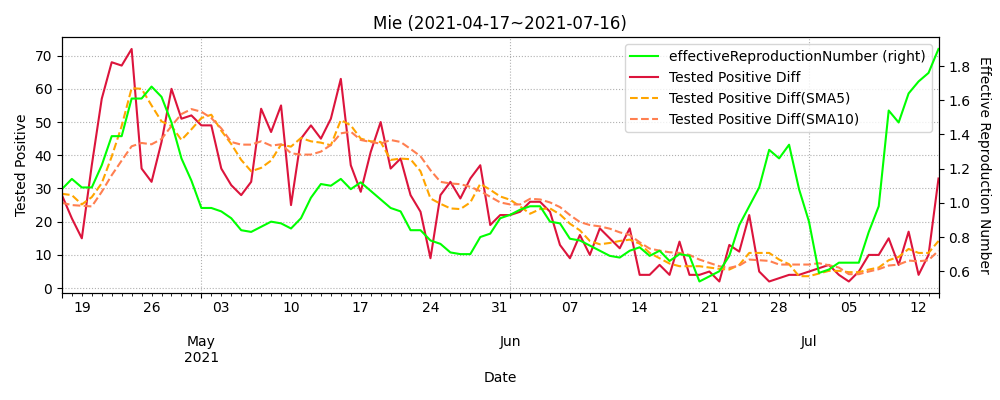 Mie (2021-04-17~2021-07-16)
effectiveReproductionNumber (right)
Tested Positive Diff
Tested Positive Diff(SMA5)
Tested Positive Diff(SMA10)
Tested Positive
70
60
50
40
30
20
10
0
1.8
1.6
1.4
1.2
1.0
0.8
0.6
Effective Reproduction Number
19 26 03 10 17 24 31 07 14 21 28 05 12
May Jun Jul
2021
Date